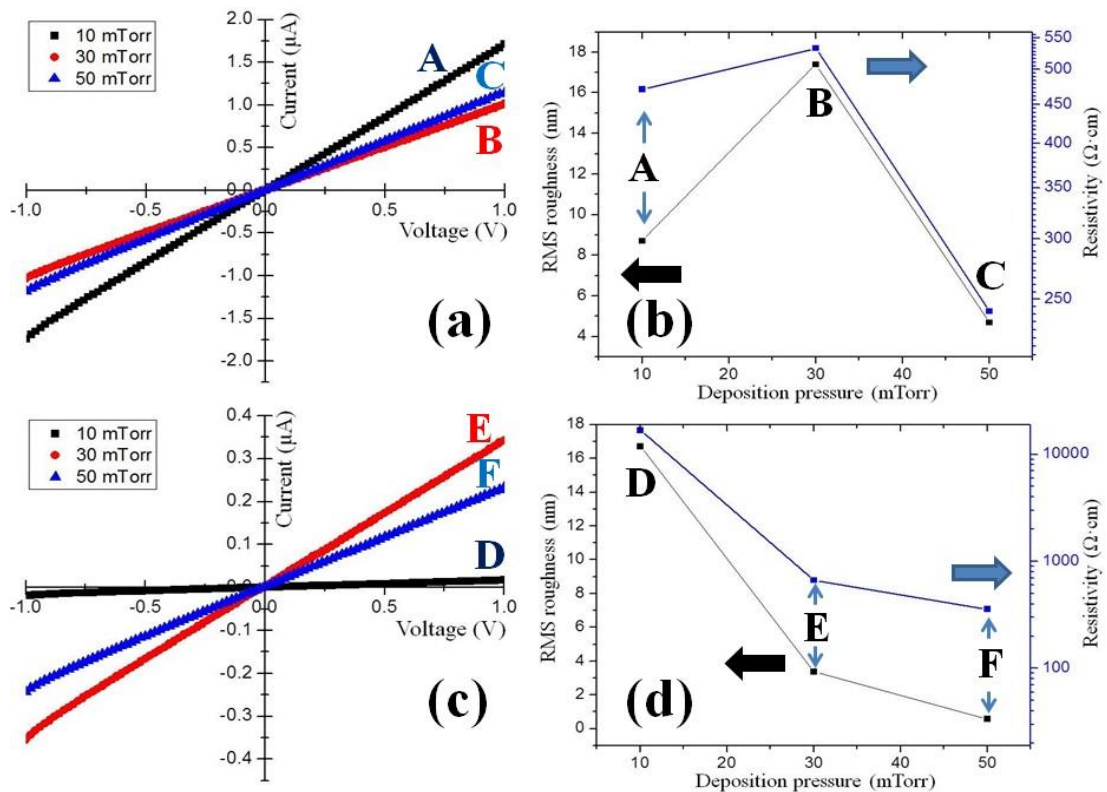 10 mTorr
30 mTorr
50 mTorr
Current (µA)
2.0
1.5
1.0
0.5
0.0
-0.5
-1.0
-1.5
-2.0
-1.0
-0.5
0.0
0.5
1.0
Voltage (V)
A
C
B
(a)
RMS roughness (nm)
18
16
14
12
10
8
6
4
10
20
30
40
50
Deposition pressure (mTorr)
550
500
450
400
350
300
250
Resistivity (Ω·cm)
A
B
C
(b)
10 mTorr
30 mTorr
50 mTorr
Current (µA)
0.4
0.3
0.2
0.1
0.0
-0.1
-0.2
-0.3
-0.4
-1.0
-0.5
0.0
0.5
1.0
Voltage (V)
E
F
D
(c)
RMS roughness (nm)
18
16
14
12
10
8
6
4
2
0
10
20
30
40
50
Deposition pressure (mTorr)
10000
1000
100
Resistivity (Ω·cm)
D
E
F
(d)